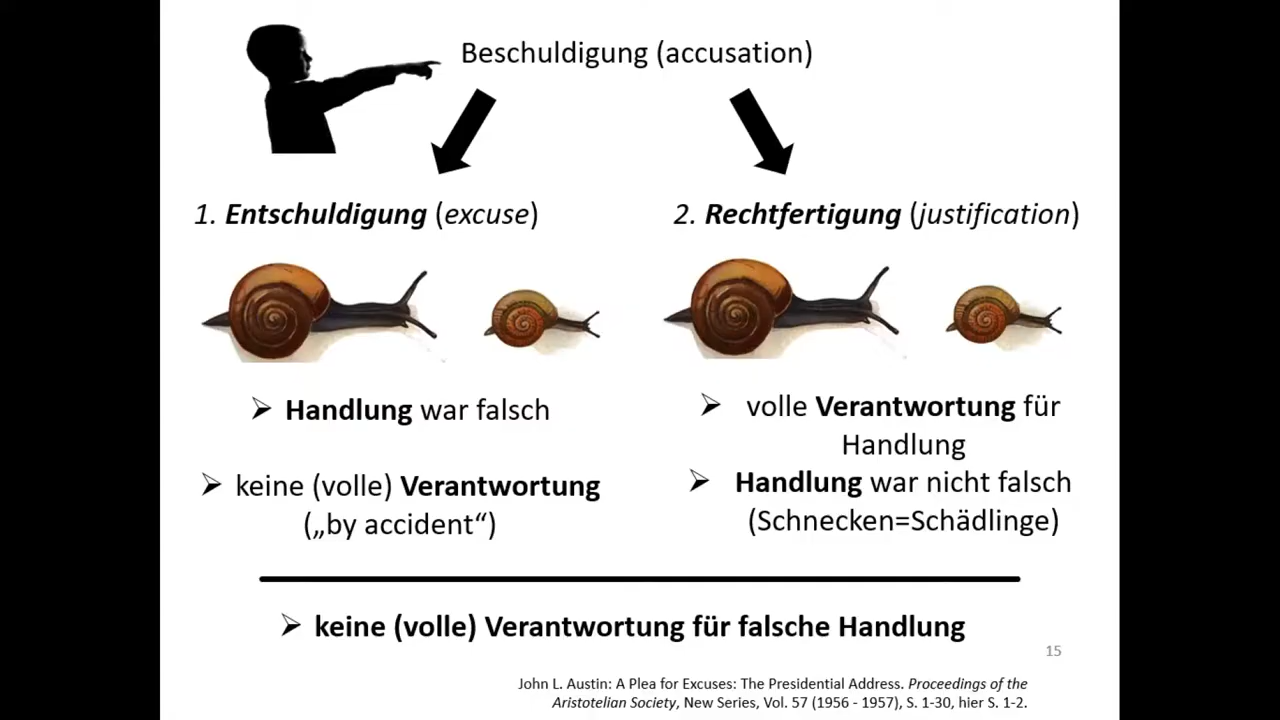 Beschuldigung (accusation)
1. Entschuldigung (excuse)
2. Rechtfertigung (justification)
➢ Handlung war falsch
➢ keine (volle) Verantwortung
(„by accident“)
➢ volle Verantwortung für
Handlung
➢ Handlung war nicht falsch
(Schnecken=Schädlinge)
➢ keine (volle) Verantwortung für falsche Handlung
15
John L. Austin: A Plea for Excuses: The Presidential Address. Proceedings of the
Aristotelian Society, New Series, Vol. 57 (1956 - 1957), S. 1-30, hier S. 1-2.